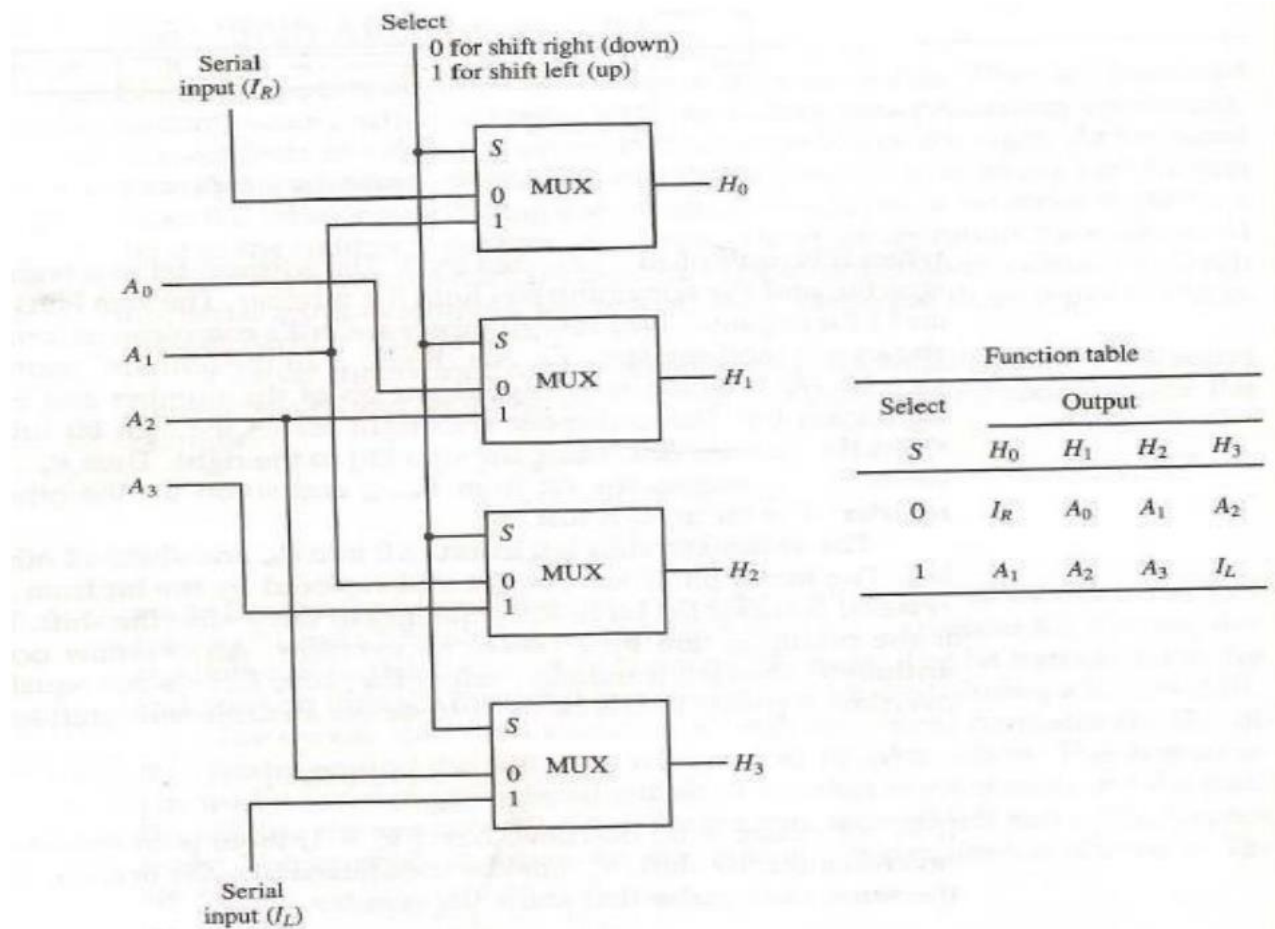 Select
0 for shift right (down)
1 for shift left (up)
Serial
input (I_R)
S
MUX
0
1
H_0
A_0
S
MUX
0
1
H_1
A_1
A_2
A_3
S
MUX
0
1
H_2
S
MUX
0
1
H_3
Serial
input (I_L)
Function table
Select Output
S H_0 H_1 H_2 H_3
0 I_R A_0 A_1 A_2
1 A_1 A_2 A_3 I_L